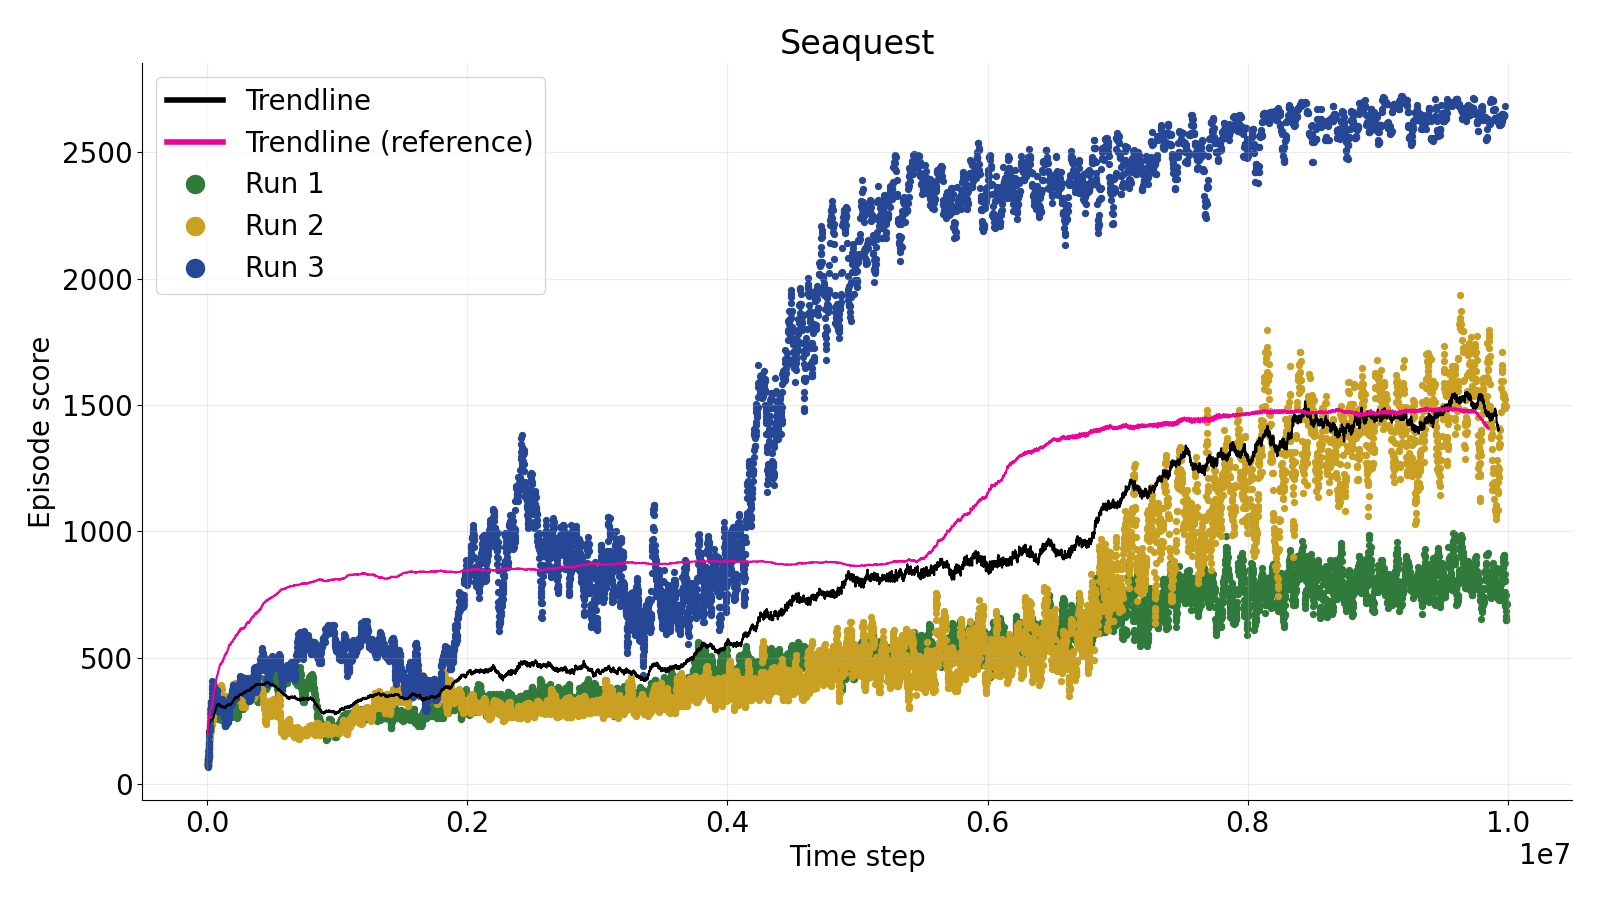 Seaquest
Trendline
Trendline (reference)
Run 1
Run 2
Run 3
Episode score
2500
2000
1500
1000
500
0
0.0 0.2 0.4 0.6 0.8 1.0
Time step
1e7